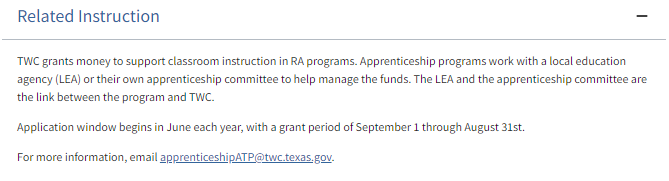 Related Instruction
TWC grants money to support classroom instruction in RA programs. Apprenticeship programs work with a local education
agency (LEA) or their own apprenticeship committee to help manage the funds. The LEA and the apprenticeship committee are
the link between the program and TWC.
Application window begins in June each year, with a grant period of September 1 through August 31st.
For more information, email apprenticeshipATP@twc.texas.gov.